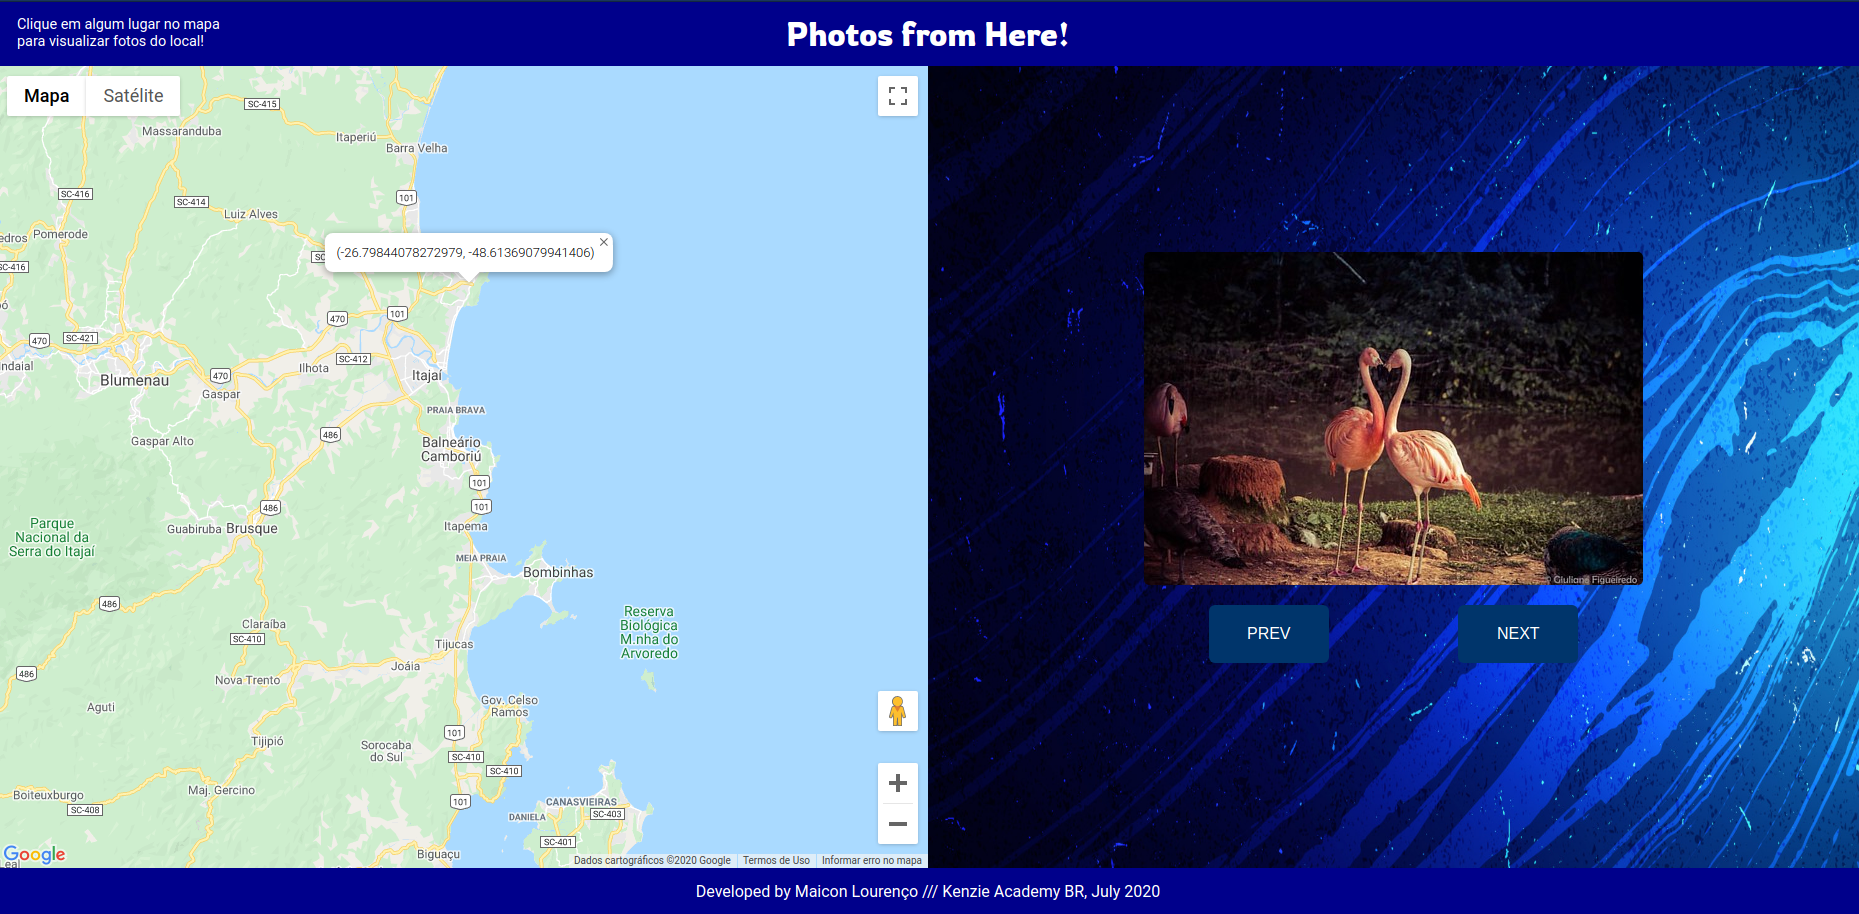 Clique em algum lugar no mapa
para visualizar fotos do local!
Photos from Here!
Mapa
Satélite
SC-415
Massaranduba
Itaperiú
Barra Velha
SC-416
SC-414
101
Luiz Alves
edros
Pomerode
SC-416
SC
(-26.79844078272979, -48.61369079941406)
470
101
470
SC-421
SC-412
ndaial
Ilhota
Itajaí
Blumenau
470
Gaspar
PRAIA BRAVA
486
Gaspar Alto
Balneário
Camboriú
101
101
486
Parque
Nacional da
Serra do Itajaí
Guabiruba
Brusque
Itapema
MEIA PRAIA
Bombinhas
486
Reserva
Biológica
M.nha do
Arvoredo
Claraíba
SC-410
Tijucas
Joáia
486
Nova Trento
Aguti
Gov. Celso
Ramos
101
Tijipió
Sorocaba
do Sul
SC-410
SC-410
Boiteuxburgo
Maj. Gercino
SC-408
101
CANASVIEIRAS
DANIELA
SC-403
SC-401
Biguaçu
Google
Leal
Dados cartográficos ©2020 Google
Termos de Uso
Informar erro no mapa
© Giuliane Figueiredo
PREV
NEXT
Developed by Maicon Lourenço /// Kenzie Academy BR, July 2020